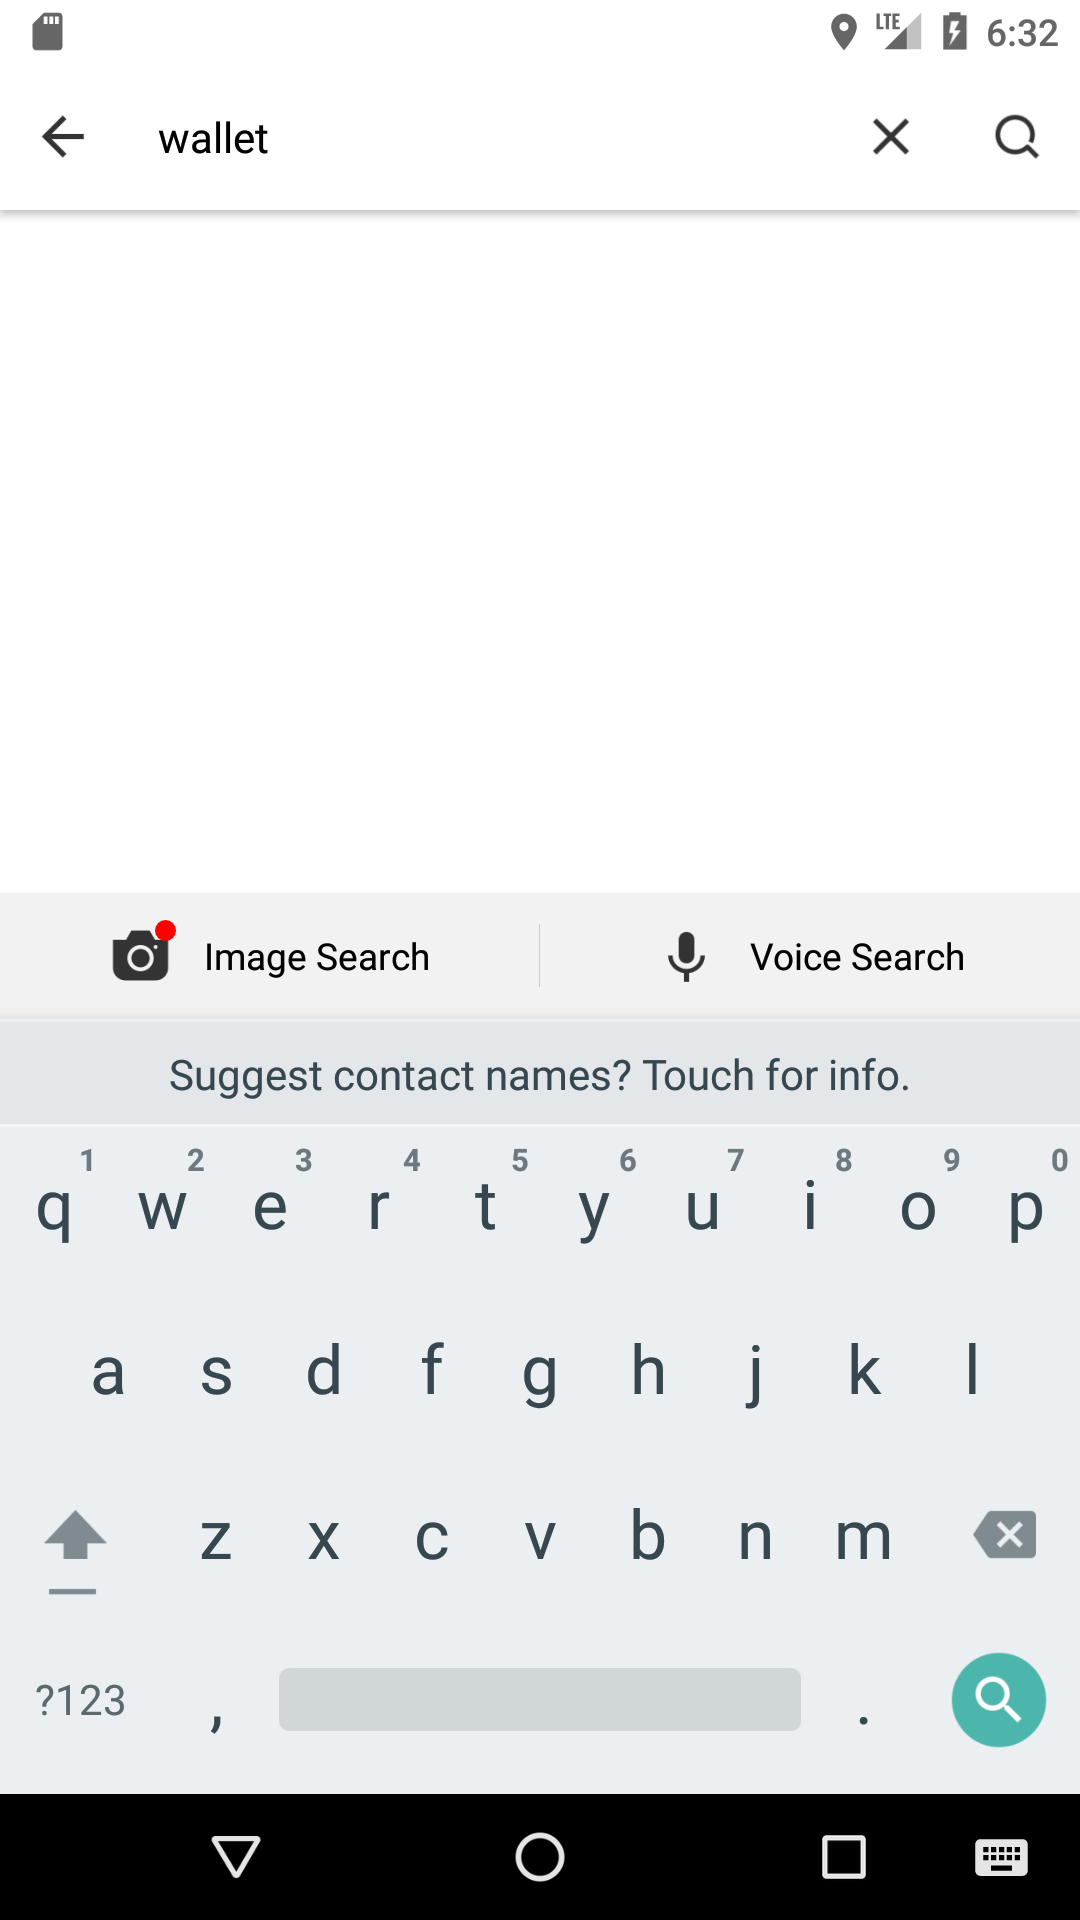 LTE 6:32
wallet
Image Search Voice Search
Suggest contact names? Touch for info.
1 2 3 4 5 6 7 8 9 0
q w e r t y u i o p
a s d f g h j k l
z x c v b n m
?123 , .